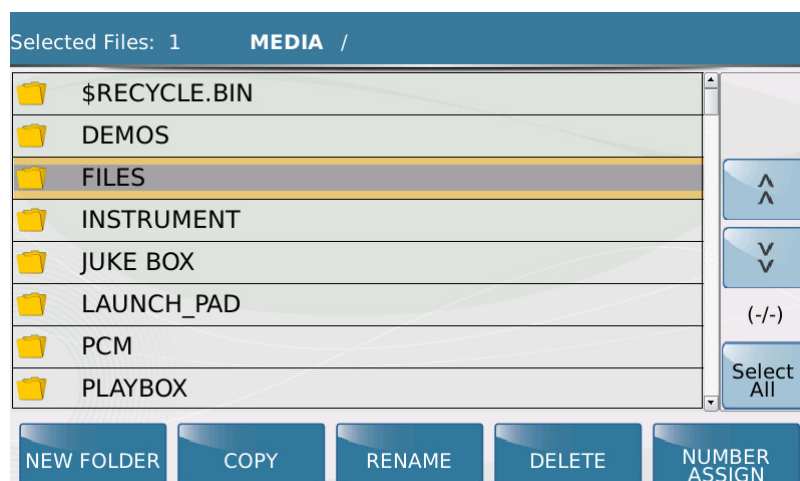 Selected Files: 1 MEDIA /
$RECYCLE.BIN
DEMOS
FILES
INSTRUMENT
JUKE BOX
LAUNCH_PAD
(-/-)
PCM
PLAYBOX
Select
All
NEW FOLDER
COPY
RENAME
DELETE
NUMBER
ASSIGN